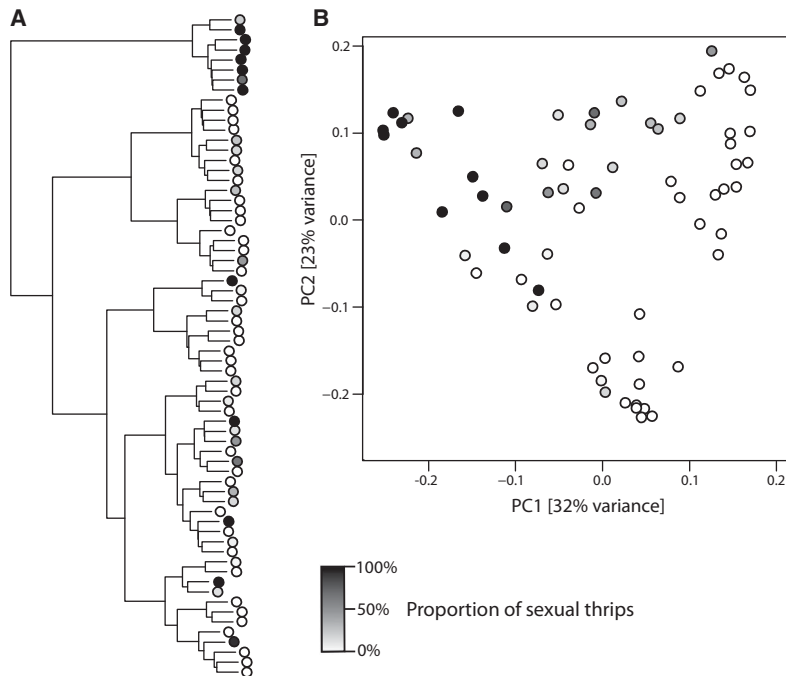 A
B
0.2
0.1
0.0
−0.1
-0.2
PC2 [23% variance]
-0.2
-0.1
0.0
0.1
0.2
PC1 [32% variance]
100%
50%
0%
Proportion of sexual thrips